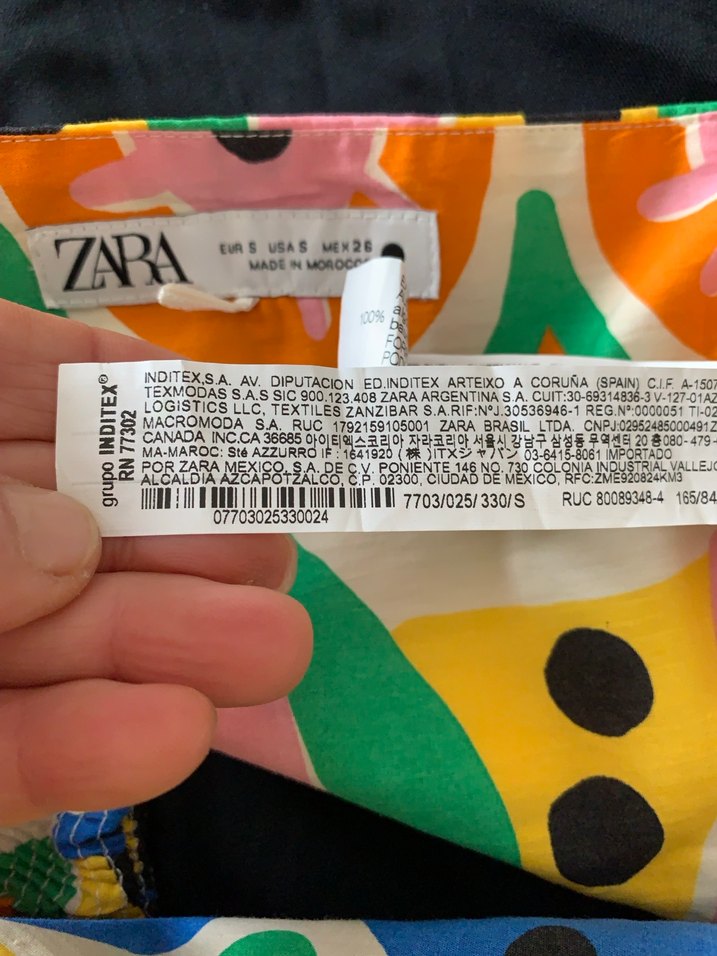 ZARA
EUR S USA S MEX 26
MADE IN MOROCCO
100%
grupo INDITEX®
RN 77302
INDITEX,S.A. AV. DIPUTACION ED.INDITEX ARTEIXO A CORUÑA (SPAIN) C.I.F. A-1507
TEXMODAS S.A.S SIC 900.123.408 ZARA ARGENTINA S.A. CUIT:30-69314836-3 V-127-01AZ
LOGISTICS LLC, TEXTILES ZANZIBAR S.A.RIF:NºJ.30536946-1 REG.Nº:0000051 TI-02
MACROMODA S.A. RUC 1792159105001 ZARA BRASIL LTDA. CNPJ:02952485000491Z
CANADA INC.CA 36685 아이티엑스코리아 자라코리아 서울시 강남구 삼성동 무역센터 20 층080-479-
MA-MAROC: Sté AZZURRO IF : 1641920 ( 株 )ITXジャパン 03-6415-8061 IMPORTADO
POR ZARA MEXICO, S.A. DE C.V. PONIENTE 146 NO. 730 COLONIA INDUSTRIAL VALLEJO
ALCALDIA AZCAPOTZALCO, C.P. 02300, CIUDAD DE MEXICO, RFC:ZME920824KM3
7703/025/330/S RUC 80089348-4 165/84
07703025330024